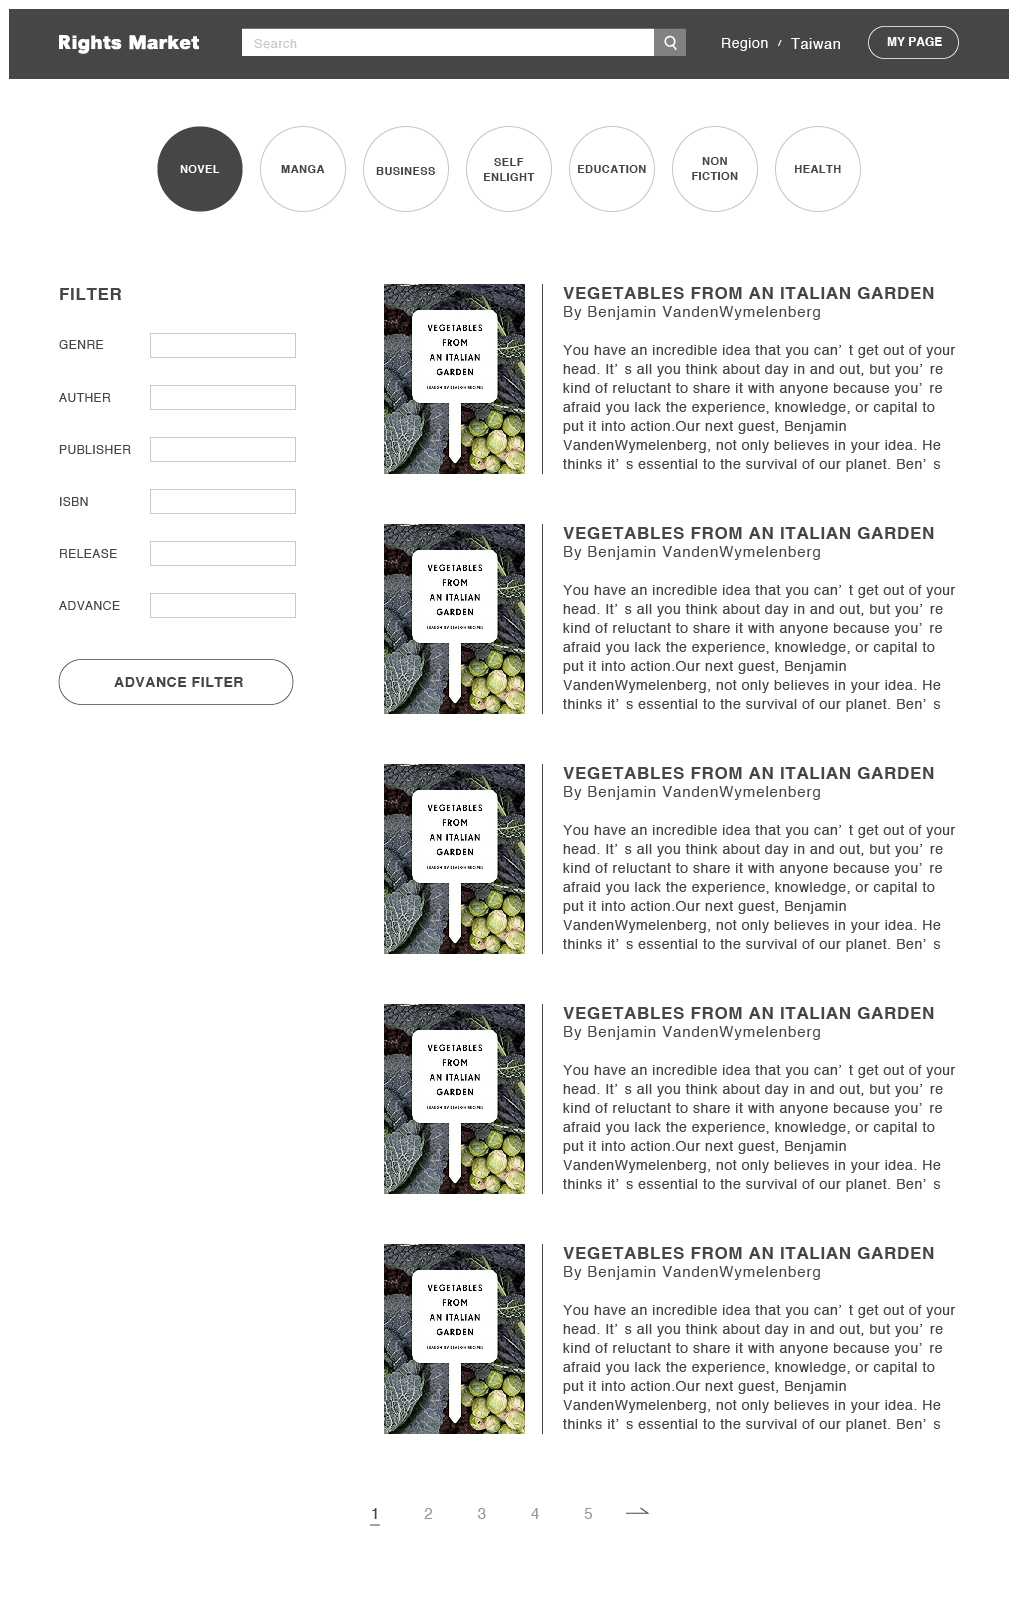 Rights Market
Search
Region / Taiwan
MY PAGE
NOVEL
MANGA
BUSINESS
SELF
ENLIGHT
EDUCATION
NON
FICTION
HEALTH
FILTER
GENRE
AUTHER
PUBLISHER
ISBN
RELEASE
ADVANCE
ADVANCE FILTER
VEGETABLES
FROM
AN ITALIAN
GARDEN
SEASON BY SEASON RECIPES
VEGETABLES FROM AN ITALIAN GARDEN
By Benjamin VandenWymelenberg
You have an incredible idea that you can’ t get out of your
head. It’ s all you think about day in and out, but you’ re
kind of reluctant to share it with anyone because you’ re
afraid you lack the experience, knowledge, or capital to
put it into action.Our next guest, Benjamin
VandenWymelenberg, not only believes in your idea. He
thinks it’ s essential to the survival of our planet. Ben’ s
VEGETABLES
FROM
AN ITALIAN
GARDEN
SEASON BY SEASON RECIPES
VEGETABLES FROM AN ITALIAN GARDEN
By Benjamin VandenWymelenberg
You have an incredible idea that you can’ t get out of your
head. It’ s all you think about day in and out, but you’ re
kind of reluctant to share it with anyone because you’ re
afraid you lack the experience, knowledge, or capital to
put it into action.Our next guest, Benjamin
VandenWymelenberg, not only believes in your idea. He
thinks it’ s essential to the survival of our planet. Ben’ s
VEGETABLES
FROM
AN ITALIAN
GARDEN
SEASON BY SEASON RECIPES
VEGETABLES FROM AN ITALIAN GARDEN
By Benjamin VandenWymelenberg
You have an incredible idea that you can’ t get out of your
head. It’ s all you think about day in and out, but you’ re
kind of reluctant to share it with anyone because you’ re
afraid you lack the experience, knowledge, or capital to
put it into action.Our next guest, Benjamin
VandenWymelenberg, not only believes in your idea. He
thinks it’ s essential to the survival of our planet. Ben’ s
VEGETABLES
FROM
AN ITALIAN
GARDEN
SEASON BY SEASON RECIPES
VEGETABLES FROM AN ITALIAN GARDEN
By Benjamin VandenWymelenberg
You have an incredible idea that you can’ t get out of your
head. It’ s all you think about day in and out, but you’ re
kind of reluctant to share it with anyone because you’ re
afraid you lack the experience, knowledge, or capital to
put it into action.Our next guest, Benjamin
VandenWymelenberg, not only believes in your idea. He
thinks it’ s essential to the survival of our planet. Ben’ s
VEGETABLES
FROM
AN ITALIAN
GARDEN
SEASON BY SEASON RECIPES
VEGETABLES FROM AN ITALIAN GARDEN
By Benjamin VandenWymelenberg
You have an incredible idea that you can’ t get out of your
head. It’ s all you think about day in and out, but you’ re
kind of reluctant to share it with anyone because you’ re
afraid you lack the experience, knowledge, or capital to
put it into action.Our next guest, Benjamin
VandenWymelenberg, not only believes in your idea. He
thinks it’ s essential to the survival of our planet. Ben’ s
1 2 3 4 5